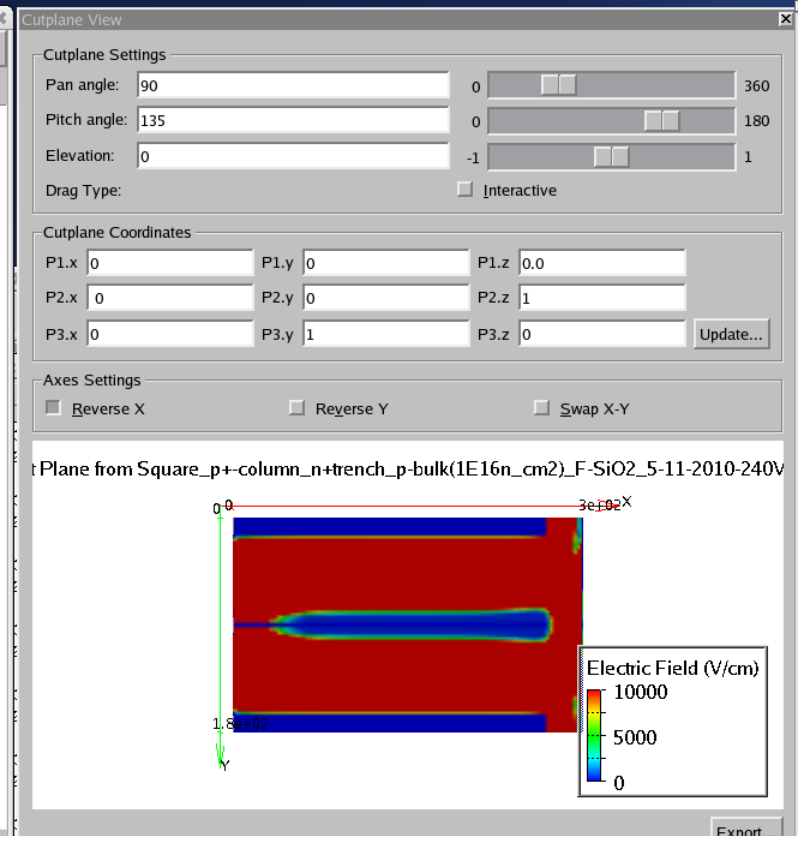 Cutplane View
Cutplane Settings
Pan angle: 90 0 360
Pitch angle: 135 0 180
Elevation: 0 -1 1
Drag Type: Interactive
Cutplane Coordinates
P1.x 0 P1.y 0 P1.z 0.0
P2.x 0 P2.y 0 P2.z 1
P3.x 0 P3.y 1 P3.z 0 Update...
Axes Settings
Reverse X Reverse Y Swap X-Y
t Plane from Square_p+-column_n+trench_p-bulk(1E16n_cm2)_F-SiO2_5-11-2010-240V
0 0 3e+02 X
Electric Field (V/cm)
10000
1.8e+02
5000
Y
0
Export...